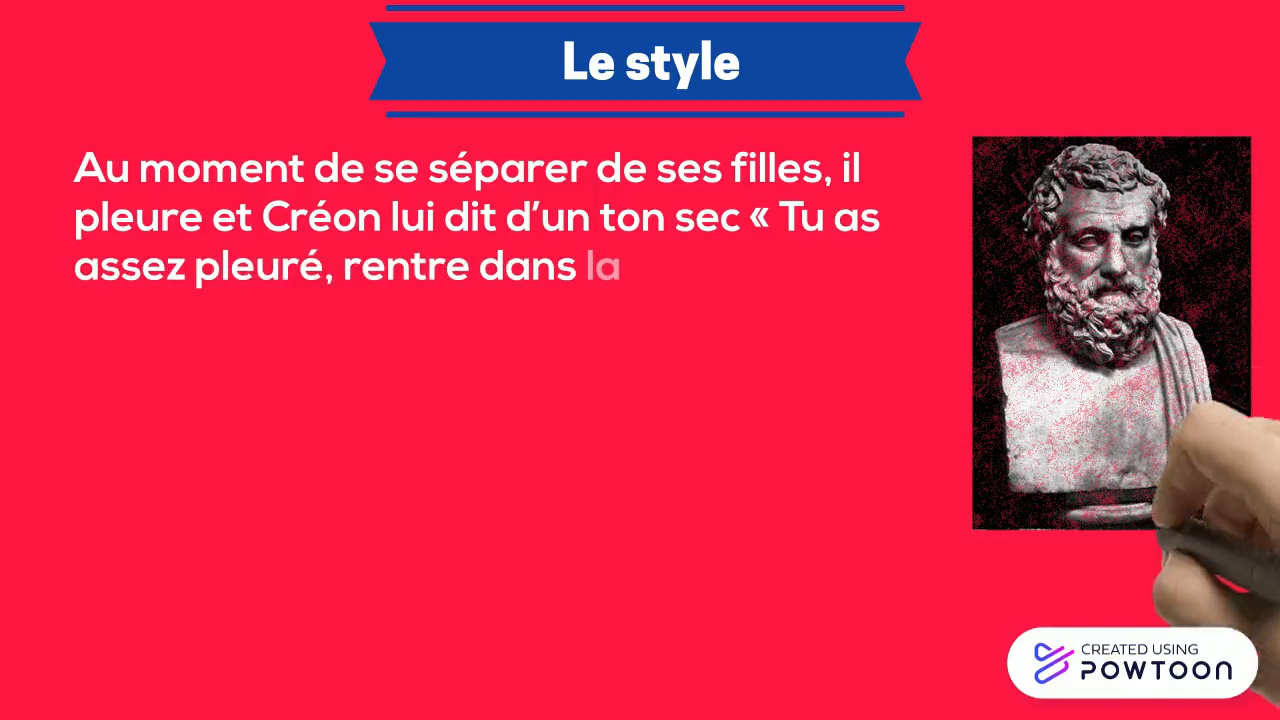 Le style
Au moment de se séparer de ses filles, il
pleure et Créon lui dit d’un ton sec « Tu as
assez pleuré, rentre dans la
CREATED USING
POWTOON